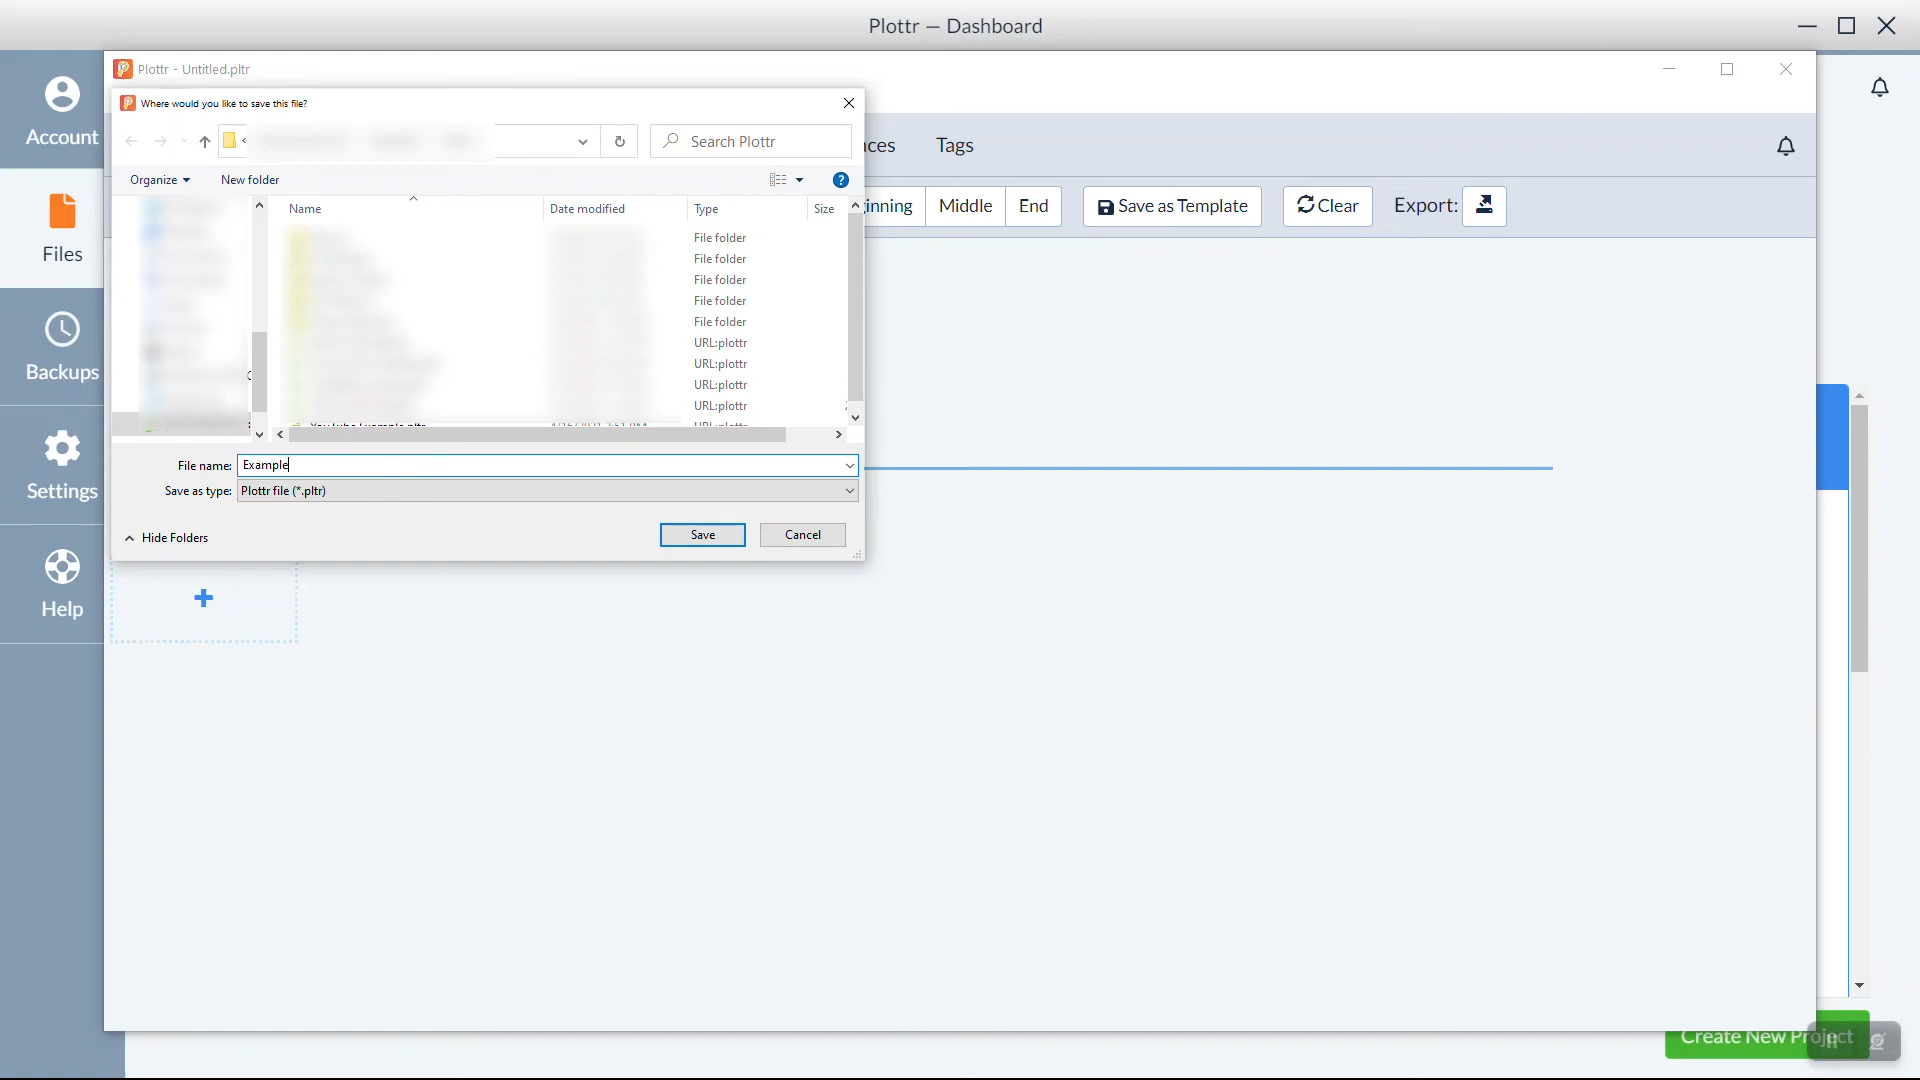 Plottr — Dashboard
Plottr - Untitled.pltr
Account
Where would you like to save this file?
Search Plottr
Tags
Organize
New folder
Name
Date modified
Type
Size
Middle
End
Save as Template
Clear
Export:
File folder
File folder
File folder
File folder
File folder
URL:plottr
URL:plottr
URL:plottr
URL:plottr
Files
Backups
Settings
Help
File name:
Example
Save as type:
Plottr file (*.pltr)
Hide Folders
Save
Cancel
Create New Project